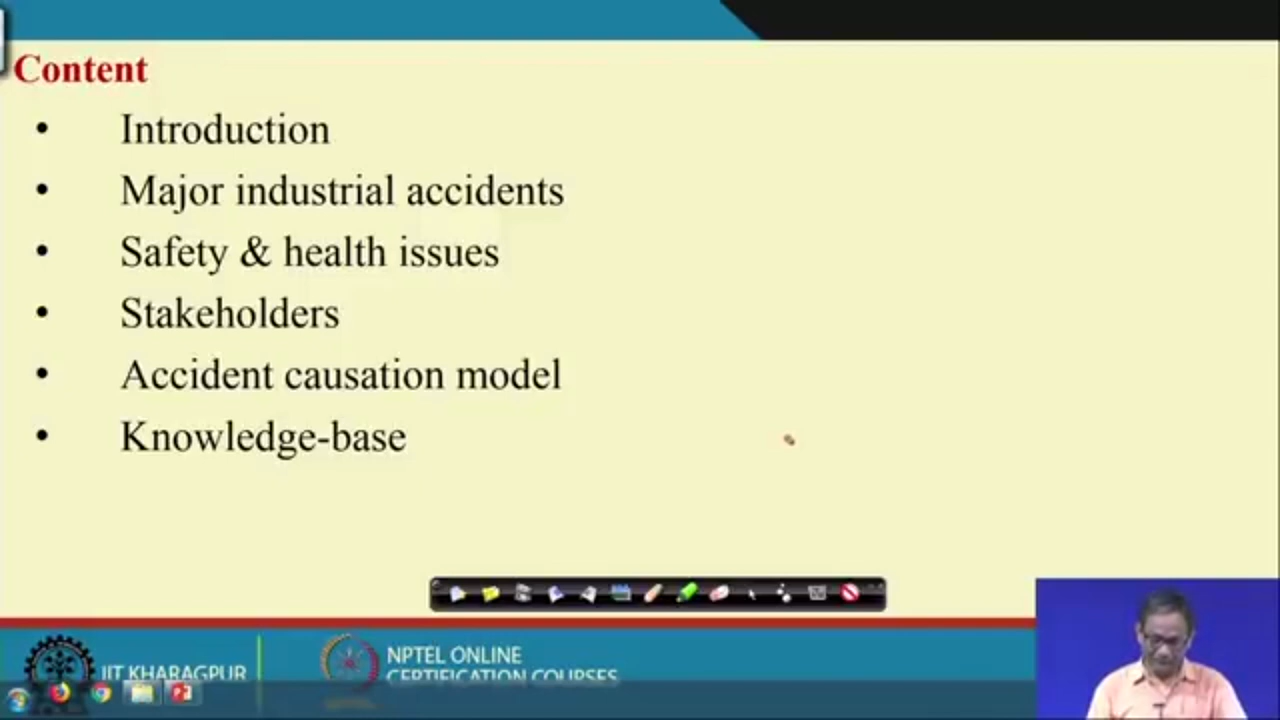 Content
• Introduction
• Major industrial accidents
• Safety & health issues
• Stakeholders
• Accident causation model
• Knowledge-base
IIT KHARAGPUR
NPTEL ONLINE
CERTIFICATION COURSES